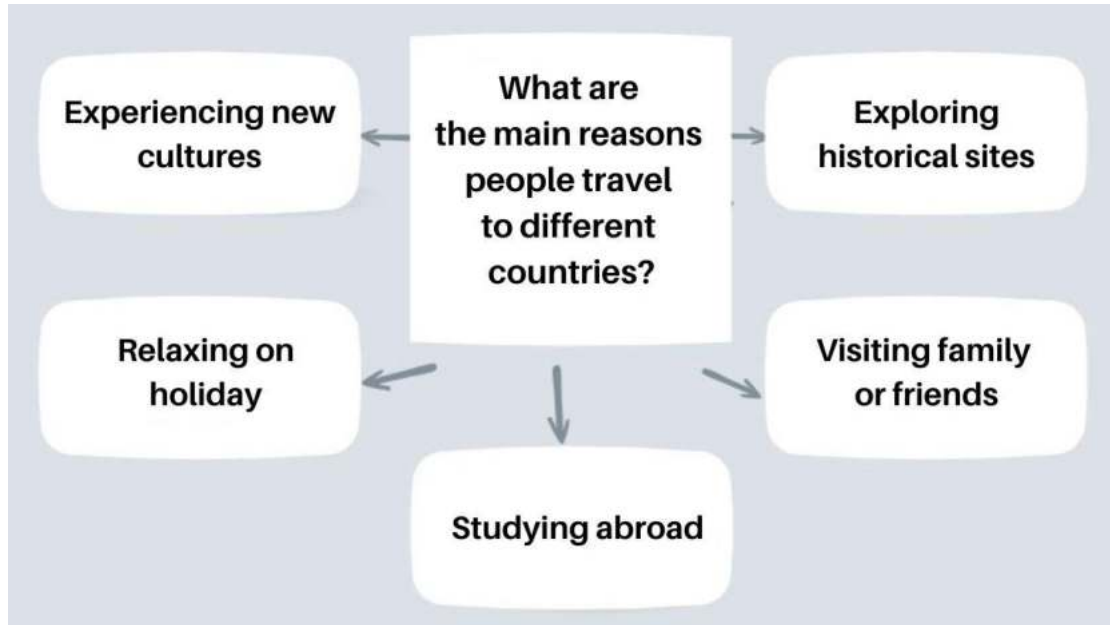 What are
the main reasons
people travel
to different
countries?
Experiencing new
cultures
Exploring
historical sites
Relaxing on
holiday
Visiting family
or friends
Studying abroad